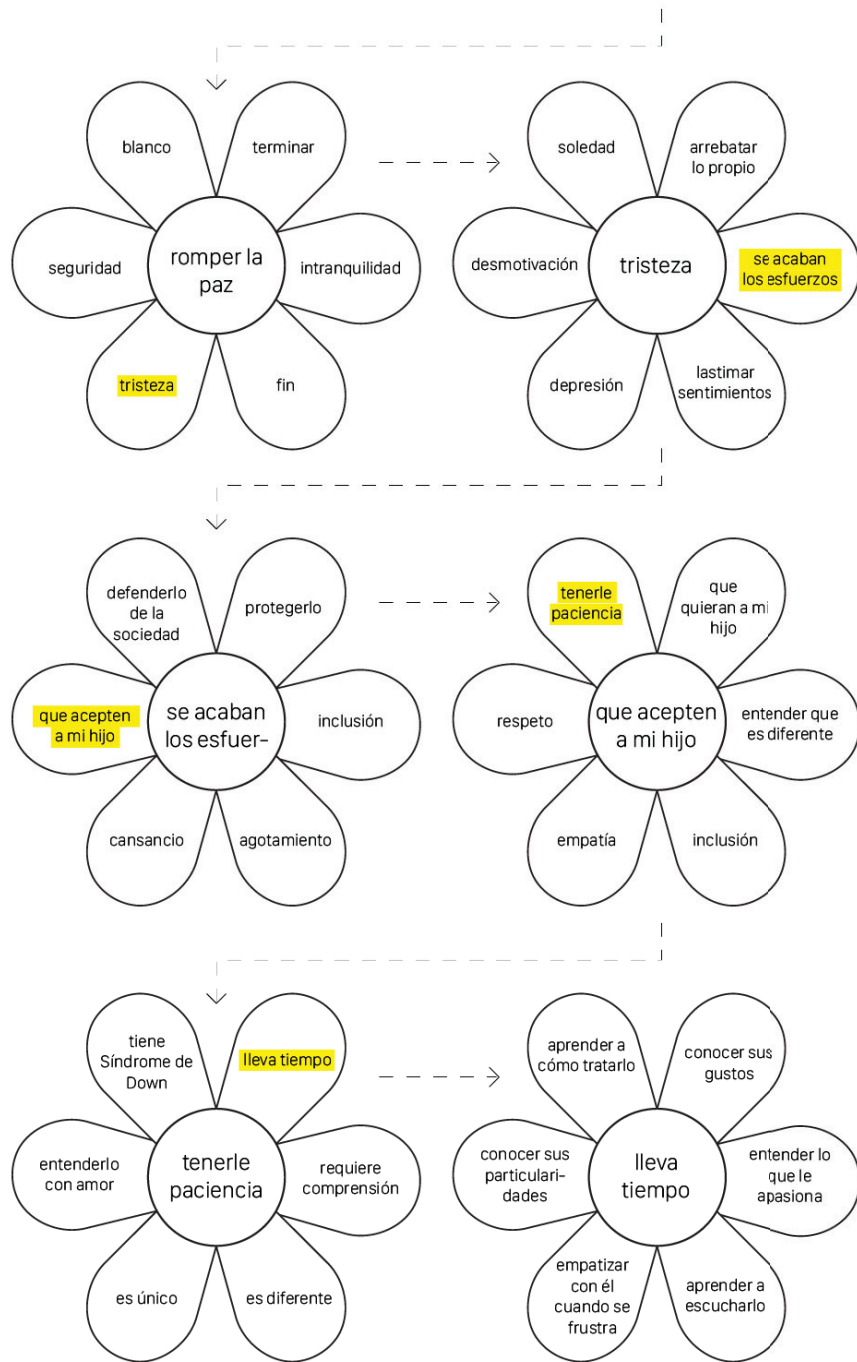 blanco
terminar
seguridad
romper la
paz
intranquilidad
tristeza
fin
soledad
arrebatar
lo propio
desmotivación
tristeza
se acaban
los esfuerzos
depresión
lastimar
sentimientos
defenderlo
de la
sociedad
protegerlo
que acepten
a mi hijo
se acaban
los esfuer-
inclusión
cansancio
agotamiento
tenerle
paciencia
que
quieran a mi
hijo
respeto
que acepten
a mi hijo
entender que
es diferente
empatía
inclusión
tiene
Síndrome de
Down
lleva tiempo
entenderlo
con amor
tenerle
paciencia
requiere
comprensión
es único
es diferente
aprender a
cómo tratarlo
conocer sus
gustos
conocer sus
particulari-
dades
lleva
tiempo
entender lo
que le
apasiona
empatizar
con él
cuando se
frustra
aprender a
escucharlo